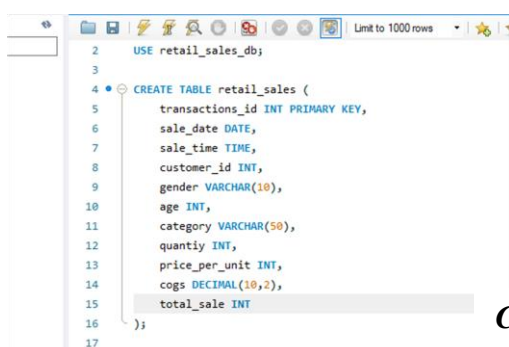 Limit to 1000 rows
2 USE retail_sales_db;
3
4 CREATE TABLE retail_sales (
5 transactions_id INT PRIMARY KEY,
6 sale_date DATE,
7 sale_time TIME,
8 customer_id INT,
9 gender VARCHAR(10),
10 age INT,
11 category VARCHAR(50),
12 quantiy INT,
13 price_per_unit INT,
14 cogs DECIMAL(10,2),
15 total_sale INT
16 );
17
C